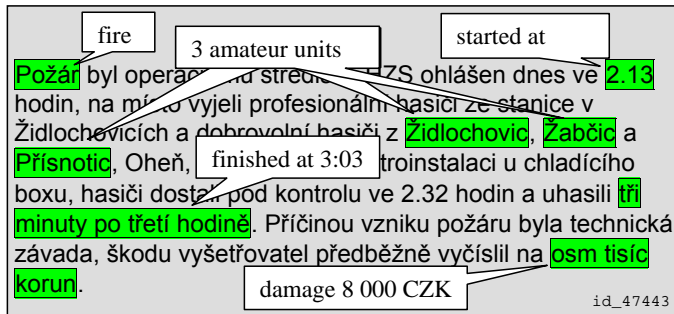 fire
3 amateur units
started at
Požár byl operač středis HZS ohlášen dnes ve 2.13
hodin, na místo vyjeli profesionální hasiči ze stanice v
Židlochovicích a dobrovolní hasiči z Židlochovic, Žabčic a
Přísnotic, Oheň, troinstalaci u chladícího
finished at 3:03
boxu, hasiči dostali pod kontrolu ve 2.32 hodin a uhasili tři
minuty po třetí hodině. Příčinou vzniku požáru byla technická
závada, škodu vyšetřovatel předběžně vyčíslil na osm tisíc
korun.
damage 8 000 CZK
id_47443